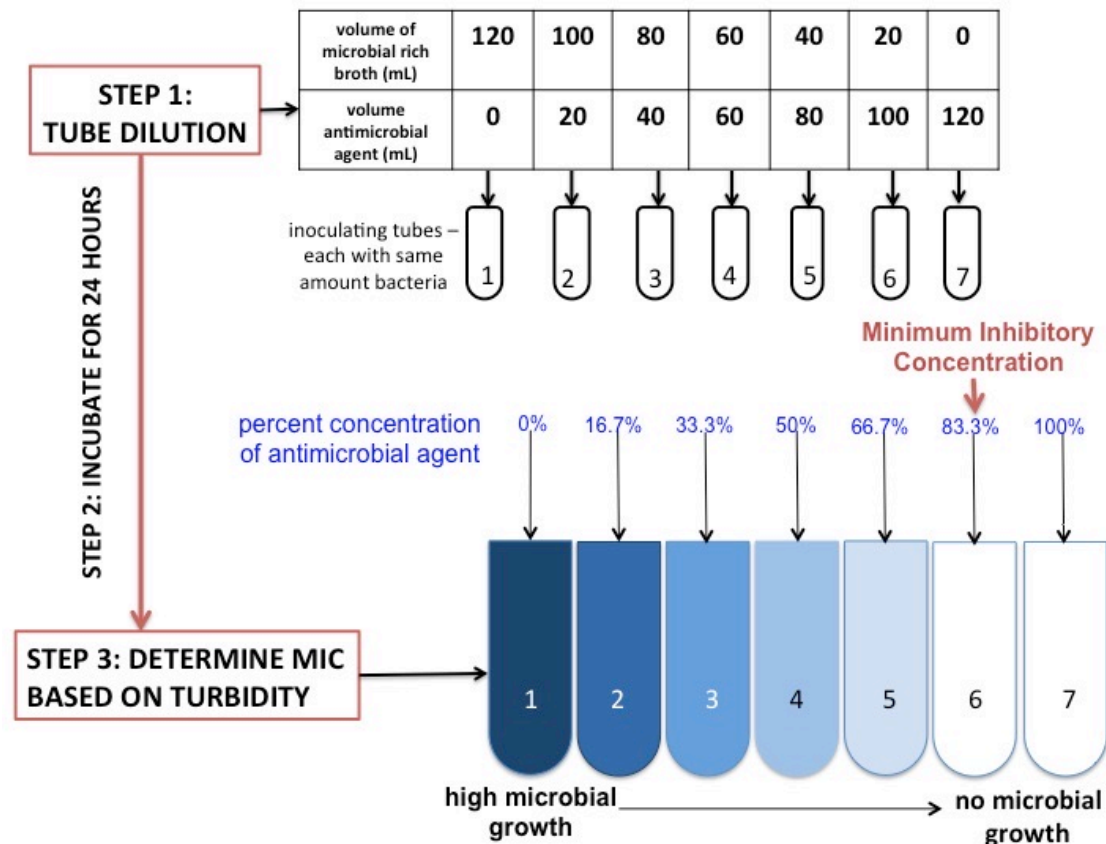 volume of
microbial rich
broth (mL)
120 100 80 60 40 20 0
STEP 1:
TUBE DILUTION
volume
antimicrobial
agent (mL)
0 20 40 60 80 100 120
STEP 2: INCUBATE FOR 24 HOURS
inoculating tubes –
each with same
amount bacteria
1 2 3 4 5 6 7
Minimum Inhibitory
Concentration
percent concentration
of antimicrobial agent
0% 16.7% 33.3% 50% 66.7% 83.3% 100%
STEP 3: DETERMINE MIC
BASED ON TURBIDITY
1 2 3 4 5 6 7
high microbial
growth
no microbial
growth